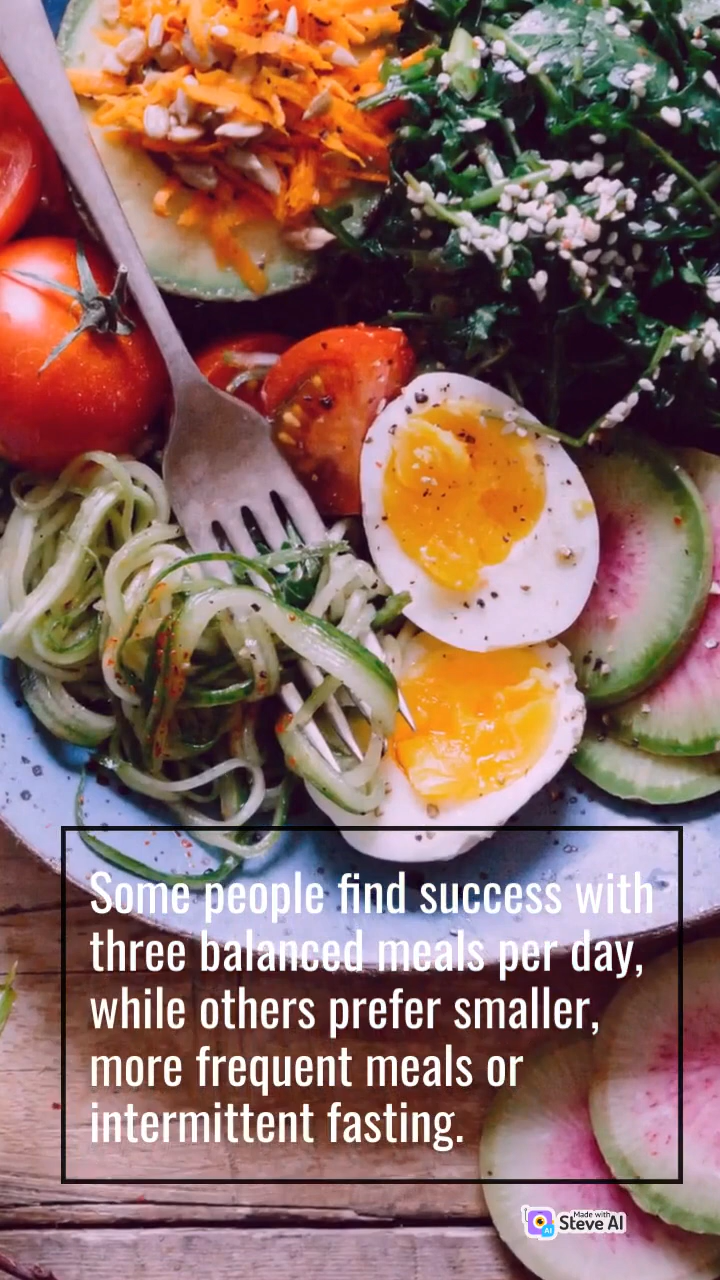 Some people find success with
three balanced meals per day,
while others prefer smaller,
more frequent meals or
intermittent fasting.
Made with
Steve AI
AI